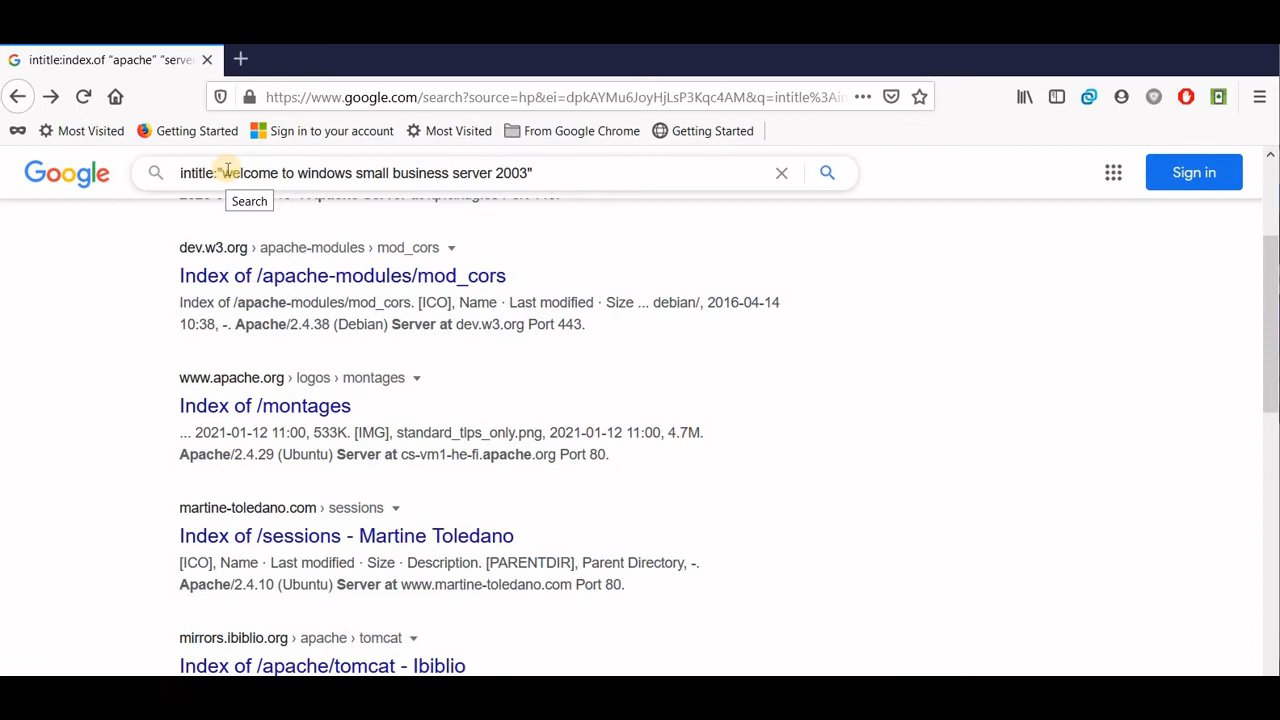 intitle:index.of "apache" "serve
https://www.google.com/search?source=hp&ei=dpkAYMu6JoyHjLsP3Kqc4AM&q=intitle%3Ain
Most Visited Getting Started Sign in to your account Most Visited From Google Chrome Getting Started
Google intitle:"welcome to windows small business server 2003" Sign in
Search
dev.w3.org › apache-modules › mod_cors
Index of /apache-modules/mod_cors
Index of /apache-modules/mod_cors. [ICO], Name · Last modified · Size ... debian/, 2016-04-14
10:38, -. Apache/2.4.38 (Debian) Server at dev.w3.org Port 443.
www.apache.org › logos › montages
Index of /montages
... 2021-01-12 11:00, 533K. [IMG], standard_tlps_only.png, 2021-01-12 11:00, 4.7M.
Apache/2.4.29 (Ubuntu) Server at cs-vm1-he-fi.apache.org Port 80.
martine-toledano.com › sessions
Index of /sessions - Martine Toledano
[ICO], Name · Last modified · Size · Description. [PARENTDIR], Parent Directory, -.
Apache/2.4.10 (Ubuntu) Server at www.martine-toledano.com Port 80.
mirrors.ibiblio.org › apache › tomcat
Index of /apache/tomcat - Ibiblio